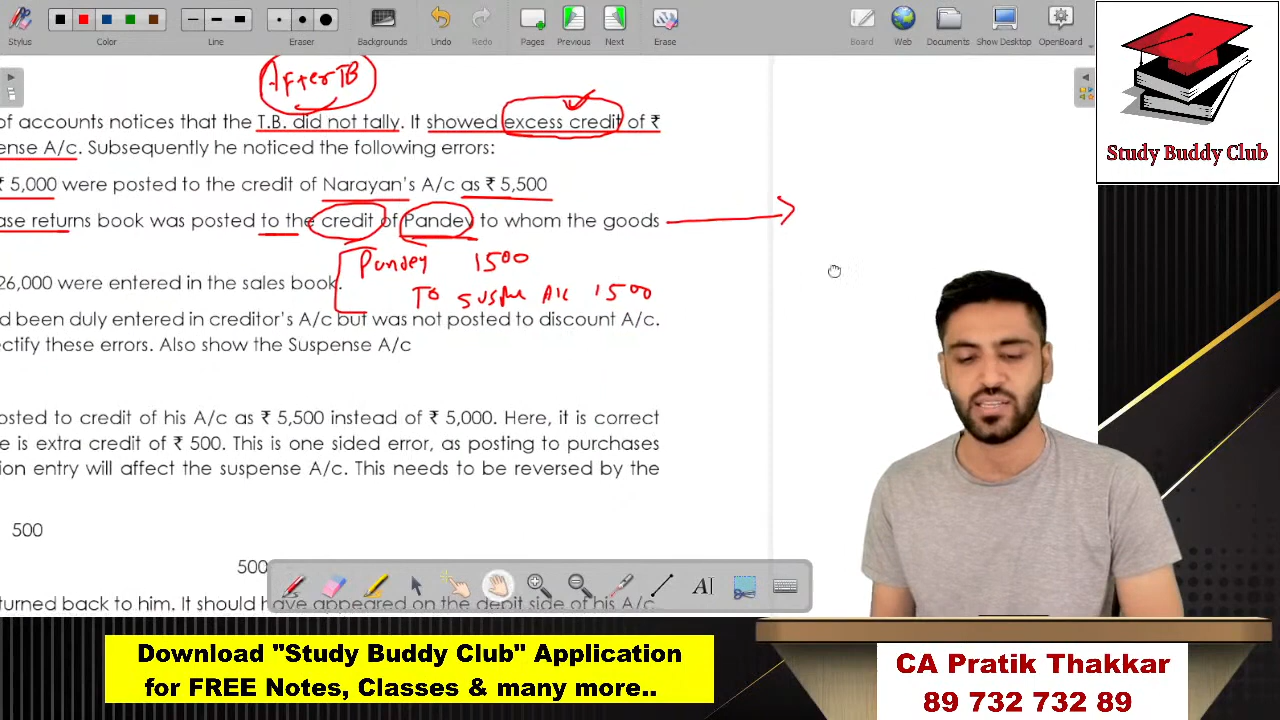 Stylus
Color
Line
Eraser
Backgrounds
Undo
Redo
Pages
Previous
Next
Erase
Board
Web
Documents
Show Desktop
OpenBoard
After TB
of accounts notices that the T.B. did not tally. It showed excess credit of ₹
ense A/c. Subsequently he noticed the following errors:
₹ 5,000 were posted to the credit of Narayan's A/c as ₹ 5,500
ase returns book was posted to the credit of Pandey to whom the goods
Pandey 1500
26,000 were entered in the sales book.
To Suspe A/c 1500
d been duly entered in creditor's A/c but was not posted to discount A/c.
ectify these errors. Also show the Suspense A/c
osted to credit of his A/c as ₹ 5,500 instead of ₹ 5,000. Here, it is correct
e is extra credit of ₹ 500. This is one sided error, as posting to purchases
ion entry will affect the suspense A/c. This needs to be reversed by the
500
500
turned back to him. It should have appeared on the debit side of his A/c.
Study Buddy Club
Download "Study Buddy Club" Application
for FREE Notes, Classes & many more..
CA Pratik Thakkar
89 732 732 89